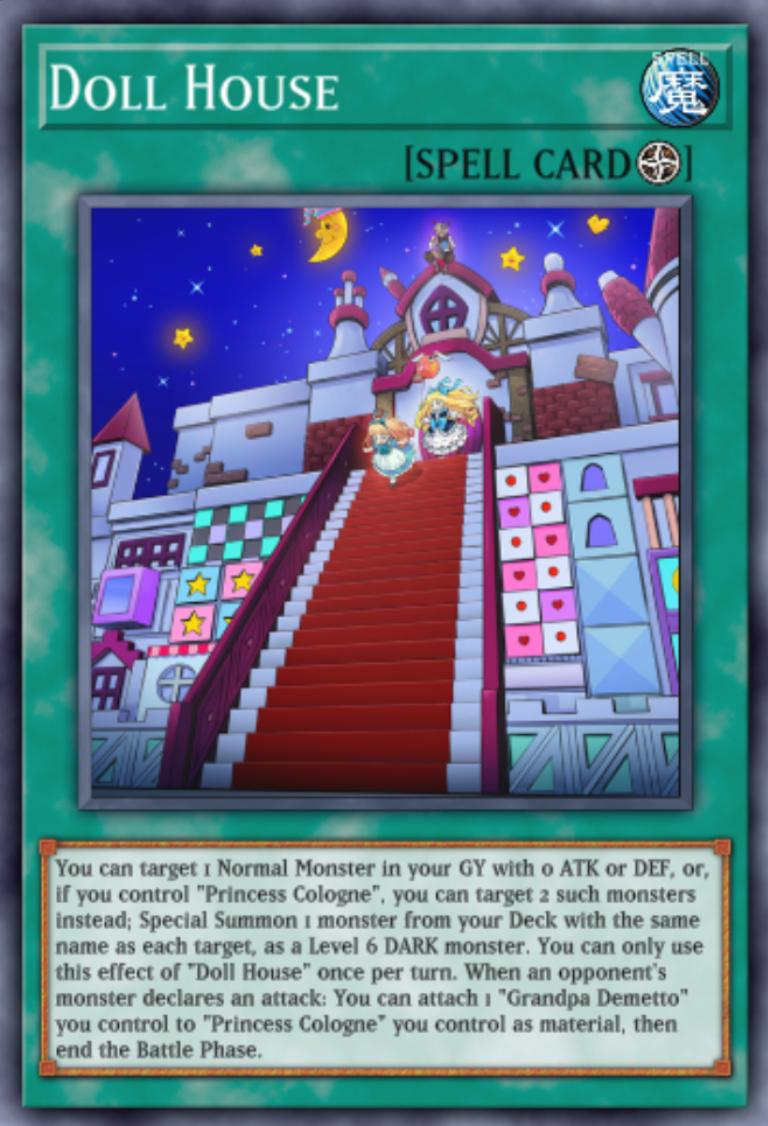 DOLL HOUSE
SPELL
魔
[SPELL CARD]
You can target 1 Normal Monster in your GY with 0 ATK or DEF, or,
if you control "Princess Cologne", you can target 2 such monsters
instead; Special Summon 1 monster from your Deck with the same
name as each target, as a Level 6 DARK monster. You can only use
this effect of "Doll House" once per turn. When an opponent's
monster declares an attack: You can attach 1 "Grandpa Demetto"
you control to "Princess Cologne" you control as material, then
end the Battle Phase.